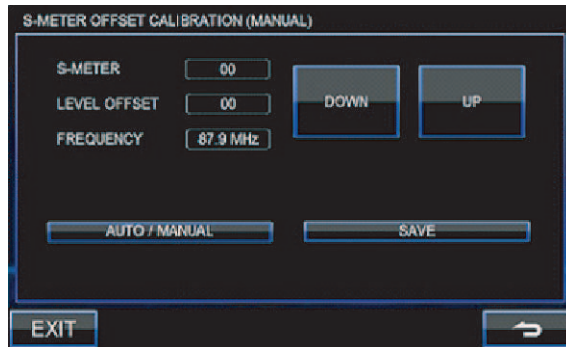 S-METER OFFSET CALIBRATION (MANUAL)
S-METER 00
LEVEL OFFSET 00
FREQUENCY 87.9 MHz
DOWN
UP
AUTO / MANUAL
SAVE
EXIT